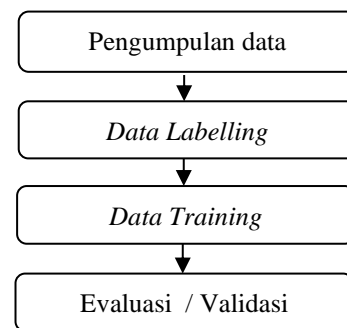 Pengumpulan data
Data Labelling
Data Training
Evaluasi / Validasi